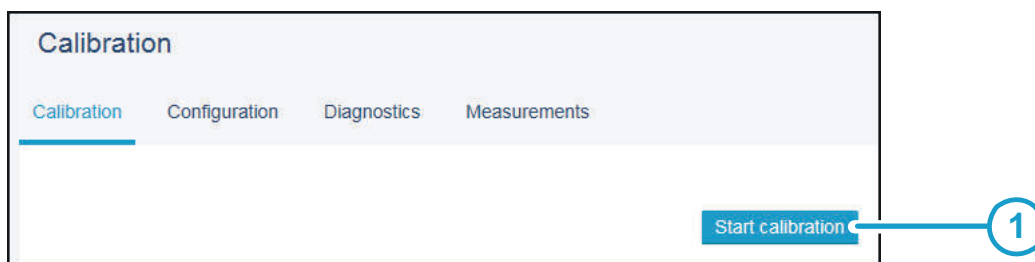 Calibration
Calibration Configuration Diagnostics Measurements
Start calibration
1